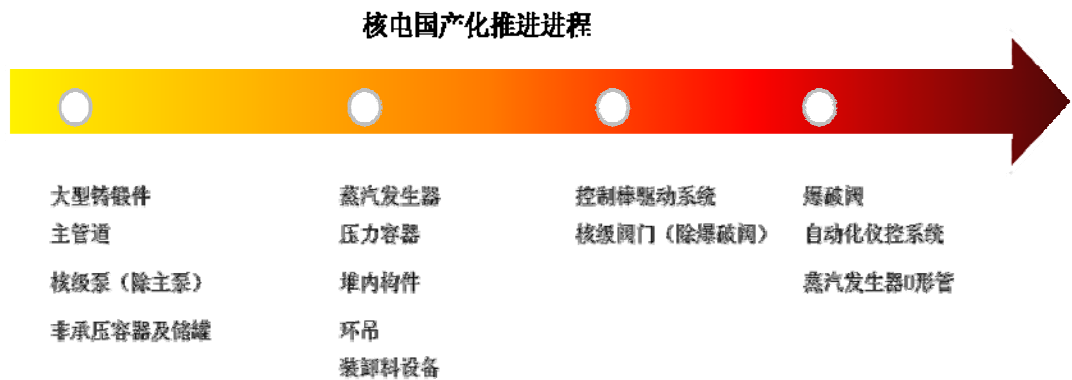 核电国产化推进进程
大型铸锻件
主管道
核级泵（除主泵）
非承压容器及储罐
蒸汽发生器
压力容器
堆内构件
环吊
装卸料设备
控制棒驱动系统
核级阀门（除爆破阀）
爆破阀
自动化仪控系统
蒸汽发生器U形管